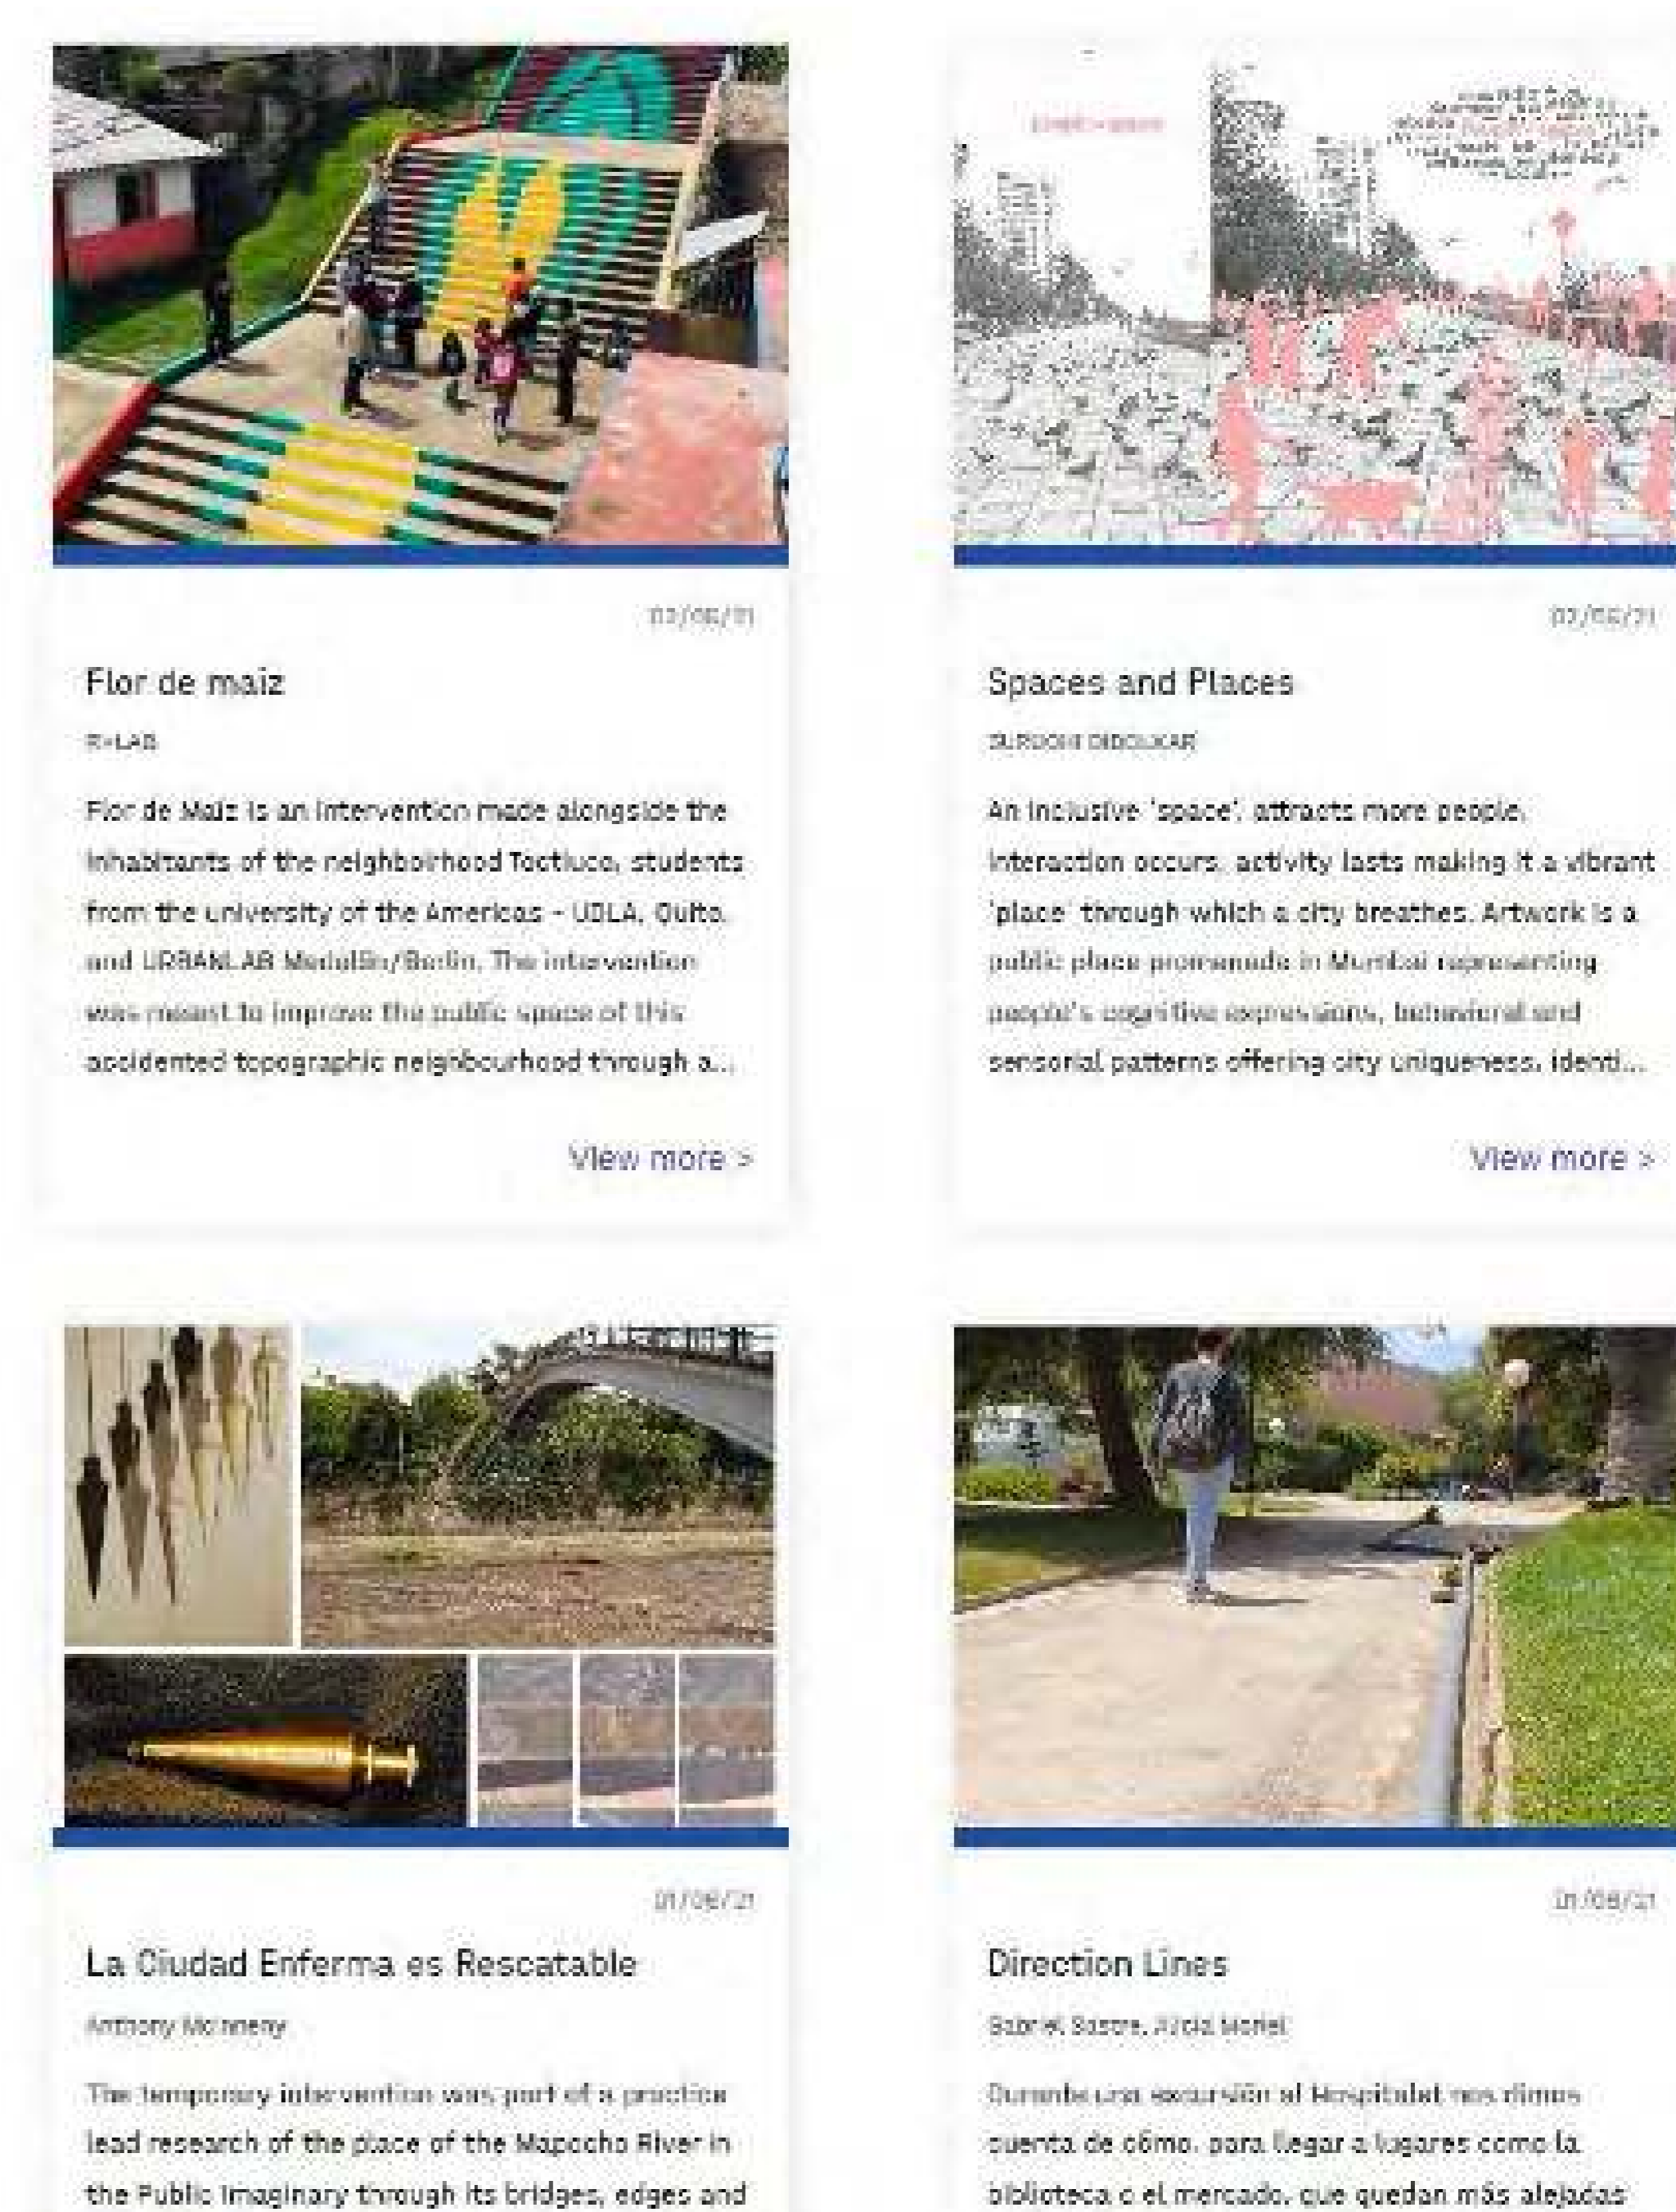 Flor de maiz
R-LAB
Flor de Maiz is an intervention made alongside the
inhabitants of the neighboirhood Toctiuco, students
from the university of the Americas - UDLA, Quito,
and URBANLAB Medellin/Berlin. The intervention
was meant to improve the public space of this
accidented topographic neighbourhood through a...
View more >
Spaces and Places
An inclusive 'space', attracts more people,
interaction occurs, activity lasts making it a vibrant
'place' through which a city breathes. Artwork is a
public place promenade in Mumbai representing
people's cognitive expressions, behavioral and
sensorial patterns offering city uniqueness, identi...
View more >
La Ciudad Enferma es Rescatable
Anthony McInneny
The temporary intervention was part of a practice
lead research of the place of the Mapocho River in
the Public Imaginary through its bridges, edges and
Direction Lines
Gabriel Sastre, Alicia
Durante una excursión al Hospitalet nos dimos
cuenta de cómo, para llegar a lugares como la
biblioteca o el mercado, que quedan más alejadas